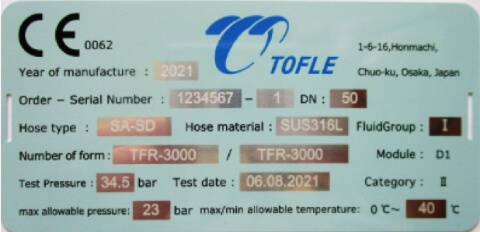 CE 0062
TOFLE
1-6-16,Honmachi,
Chuo-ku, Osaka, Japan
Year of manufacture : 2021
Order - Serial Number : 1234567 - 1 DN : 50
Hose type : SA-SD Hose material : SUS316L FluidGroup : I
Number of form : TFR-3000 / TFR-3000 Module : D1
Test Pressure : 34.5 bar Test date : 06.08.2021 Category : II
max allowable pressure: 23 bar max/min allowable temperature: 0℃~ 40 ℃